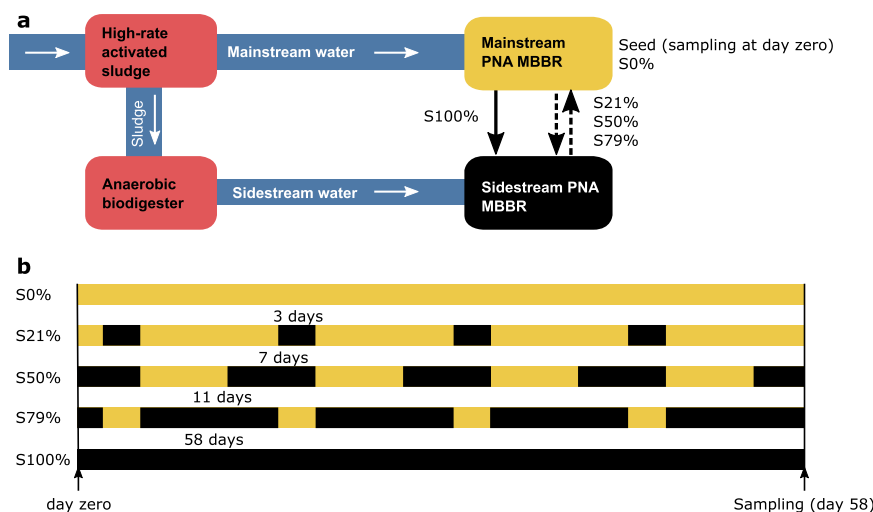 a
High-rate
activated
sludge
Mainstream water
Mainstream
PNA MBBR
Seed (sampling at day zero)
S0%
Sludge
S100%
S21%
S50%
S79%
Anaerobic
biodigester
Sidestream water
Sidestream PNA
MBBR
b
S0%
3 days
S21%
7 days
S50%
11 days
S79%
58 days
S100%
day zero
Sampling (day 58)